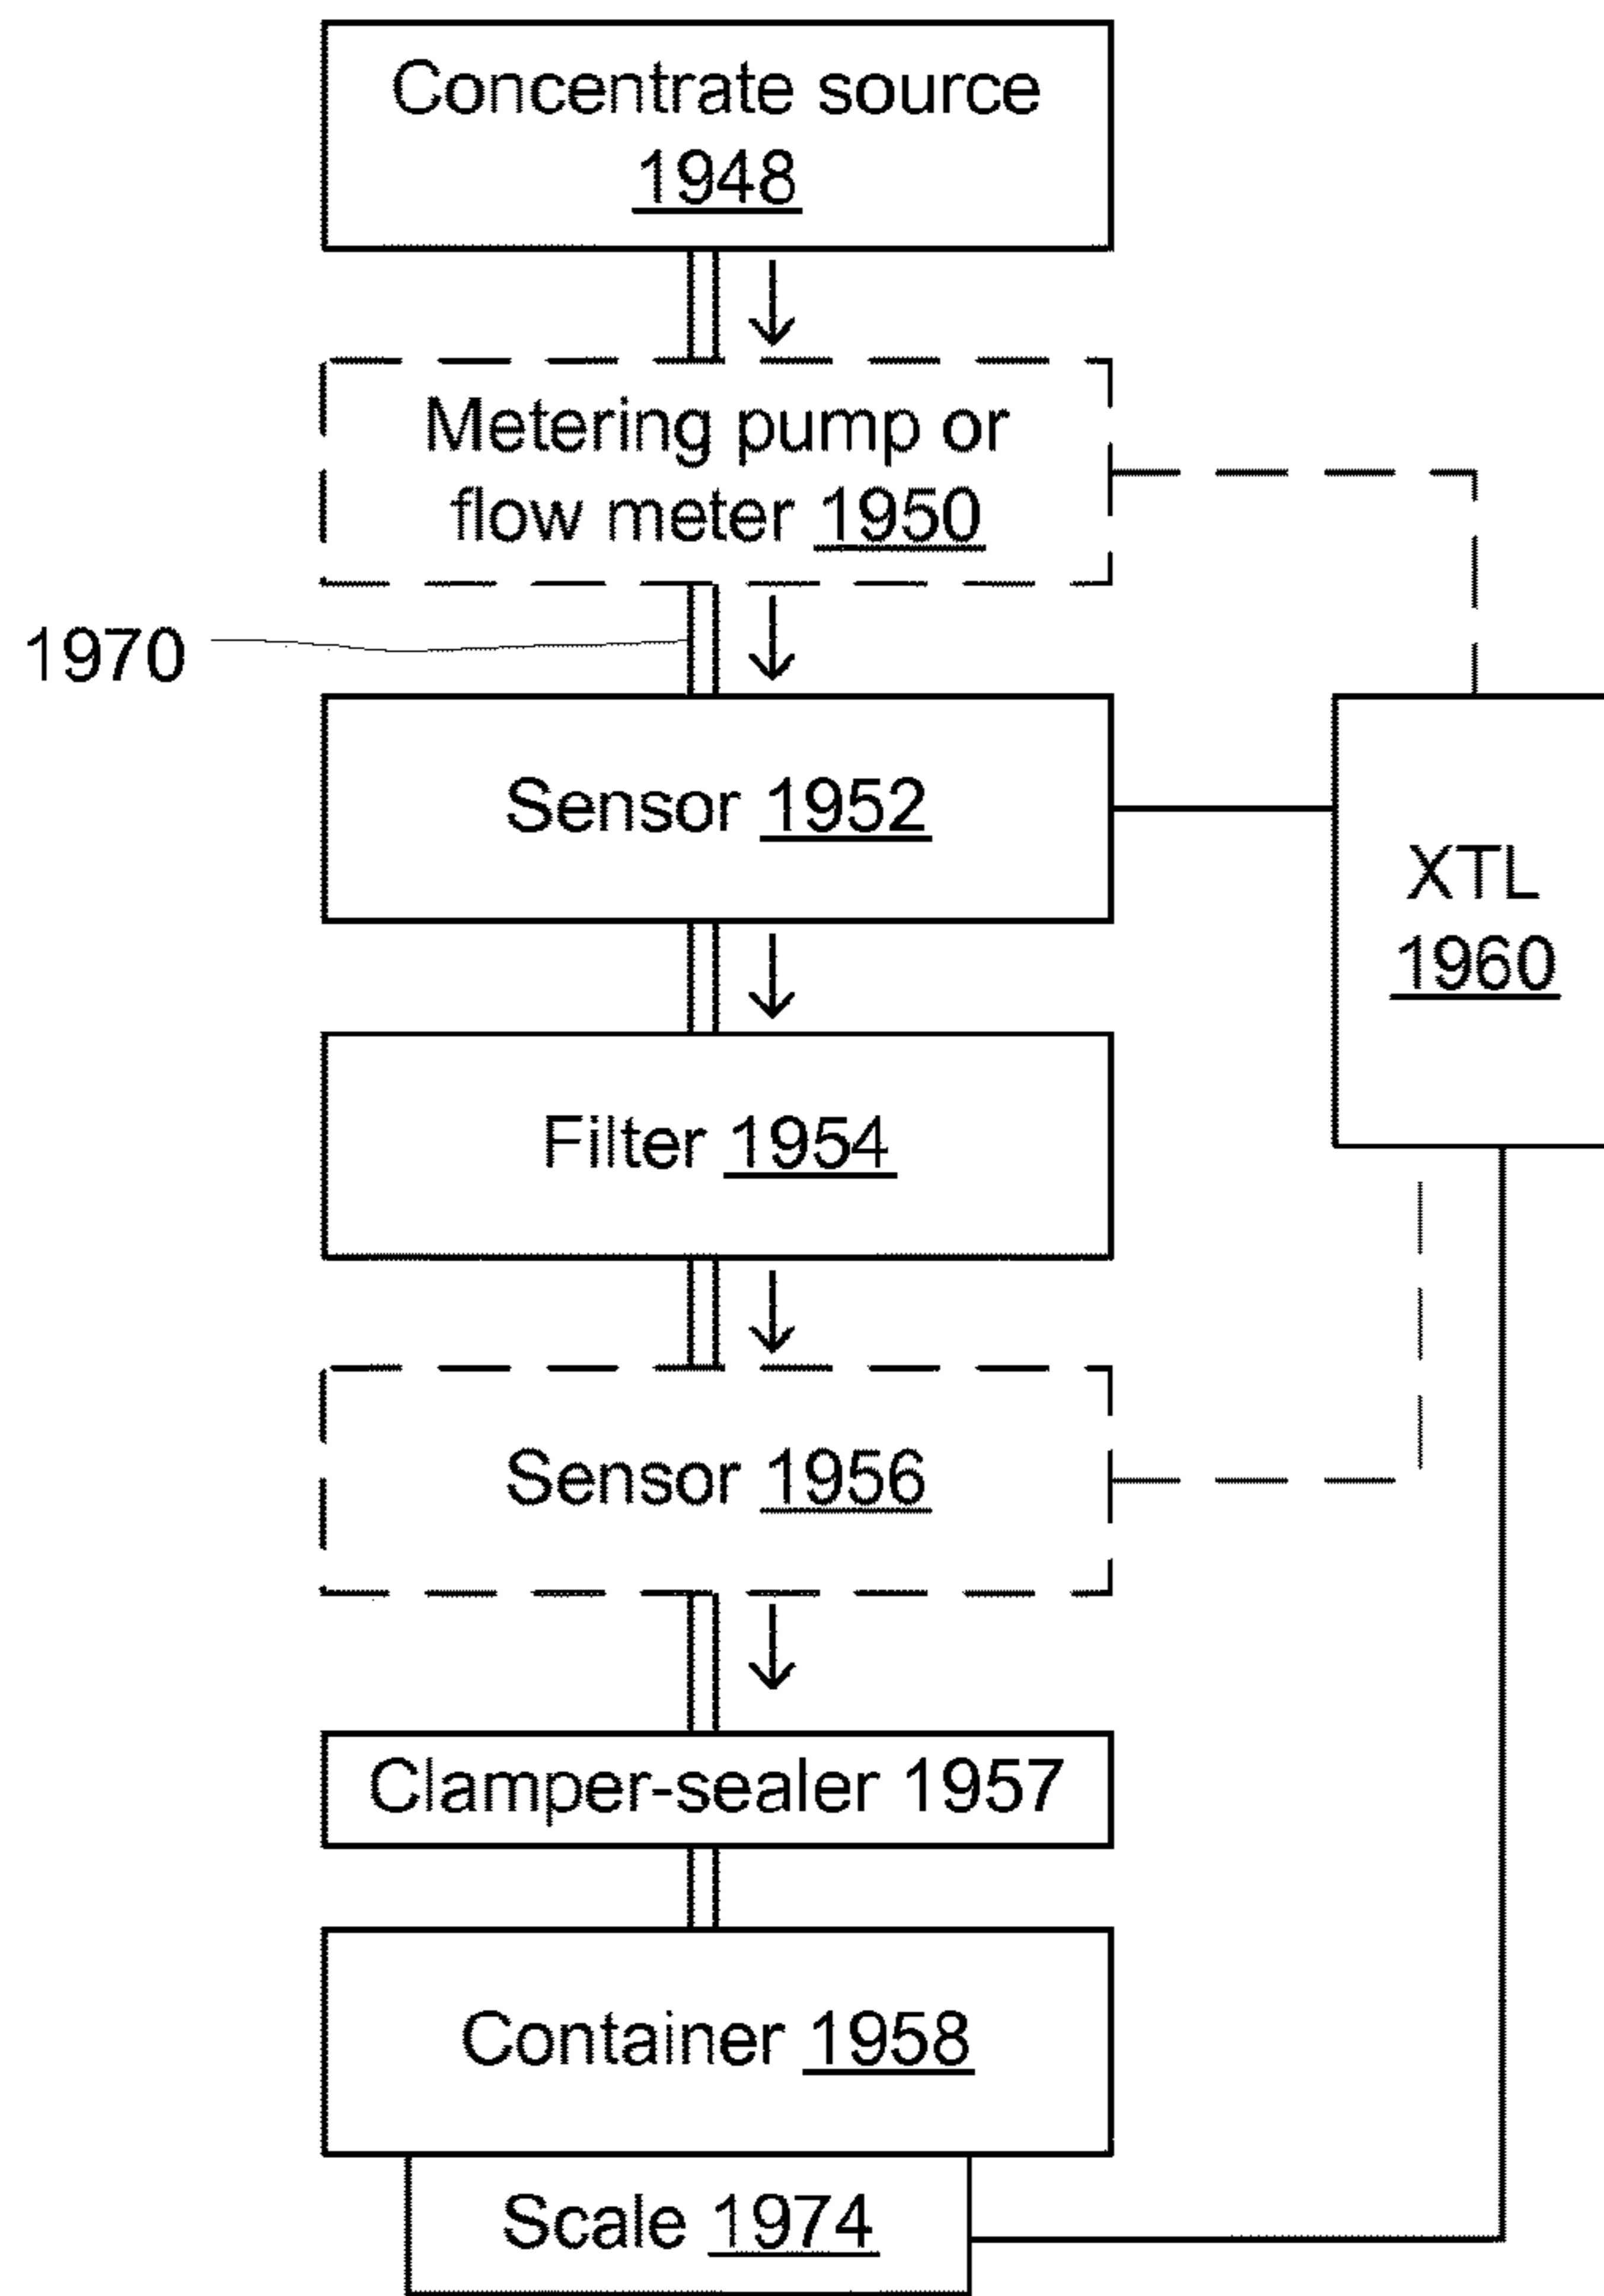 Concentrate source
1948
Metering pump or
flow meter 1950
1970
Sensor 1952
XTL
1960
Filter 1954
Sensor 1956
Clamper-sealer 1957
Container 1958
Scale 1974